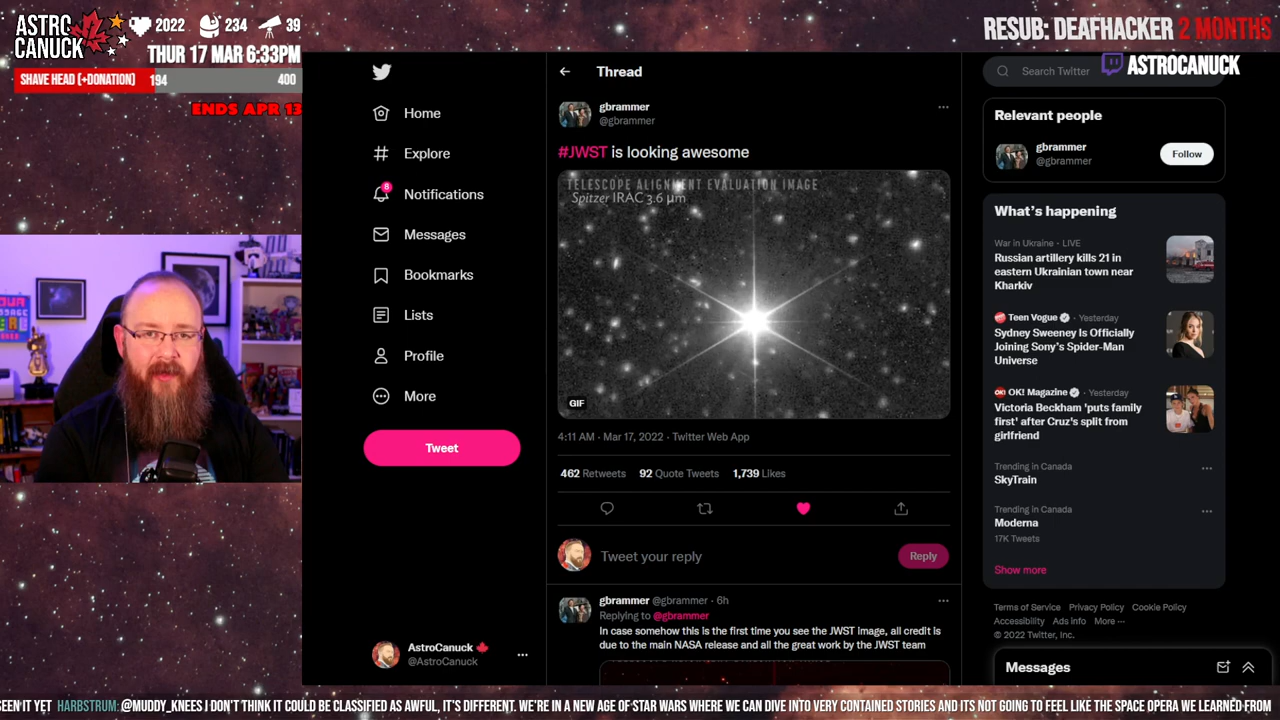 ASTRO
CANUCK
2022
234
39
THUR 17 MAR 6:33PM
SHAVE HEAD (+DONATION) 194 400
ENDS APR 13
RESUB: DEAFHACKER 2 MONTHS
Search Twitter
ASTROCANUCK
Home
Explore
8
Notifications
Messages
Bookmarks
Lists
Profile
More
Tweet
AstroCanuck
@AstroCanuck
Thread
gbrammer
@gbrammer
#JWST is looking awesome
TELESCOPE ALIGNMENT EVALUATION IMAGE
Spitzer IRAC 3.6 μm
GIF
4:11 AM · Mar 17, 2022 · Twitter Web App
462 Retweets 92 Quote Tweets 1,739 Likes
Tweet your reply
Reply
gbrammer @gbrammer · 6h
Replying to @gbrammer
In case somehow this is the first time you see the JWST image, all credit is
due to the main NASA release and all the great work by the JWST team
Relevant people
gbrammer
@gbrammer
Follow
What's happening
War in Ukraine · LIVE
Russian artillery kills 21 in
eastern Ukrainian town near
Kharkiv
Teen Vogue · Yesterday
Sydney Sweeney Is Officially
Joining Sony's Spider-Man
Universe
OK! Magazine · Yesterday
Victoria Beckham 'puts family
first' after Cruz's split from
girlfriend
Trending in Canada
SkyTrain
Trending in Canada
Moderna
17K Tweets
Show more
Terms of Service Privacy Policy Cookie Policy
Accessibility Ads info More
© 2022 Twitter, Inc.
Messages
SEEN IT YET HARBSTRUM: @MUDDY_KNEES I DON'T THINK IT COULD BE CLASSIFIED AS AWFUL, IT'S DIFFERENT. WE'RE IN A NEW AGE OF STAR WARS WHERE WE CAN DIVE INTO VERY CONTAINED STORIES AND ITS NOT GOING TO FEEL LIKE THE SPACE OPERA WE LEARNED FROM